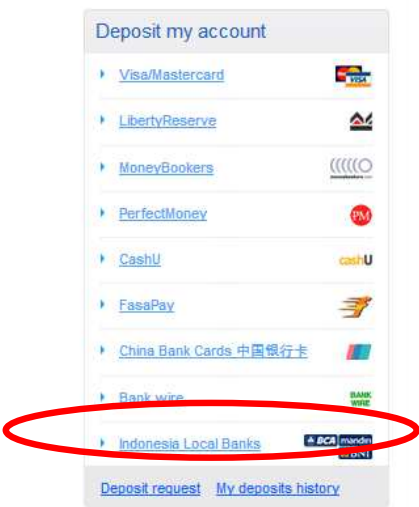 Deposit my account
Visa/Mastercard VISA
LibertyReserve
MoneyBookers
PerfectMoney PM
CashU cashU
FasaPay
China Bank Cards 中国银行卡
Bank wire BANK WIRE
Indonesia Local Banks BCA mandiri BNI
Deposit request My deposits history